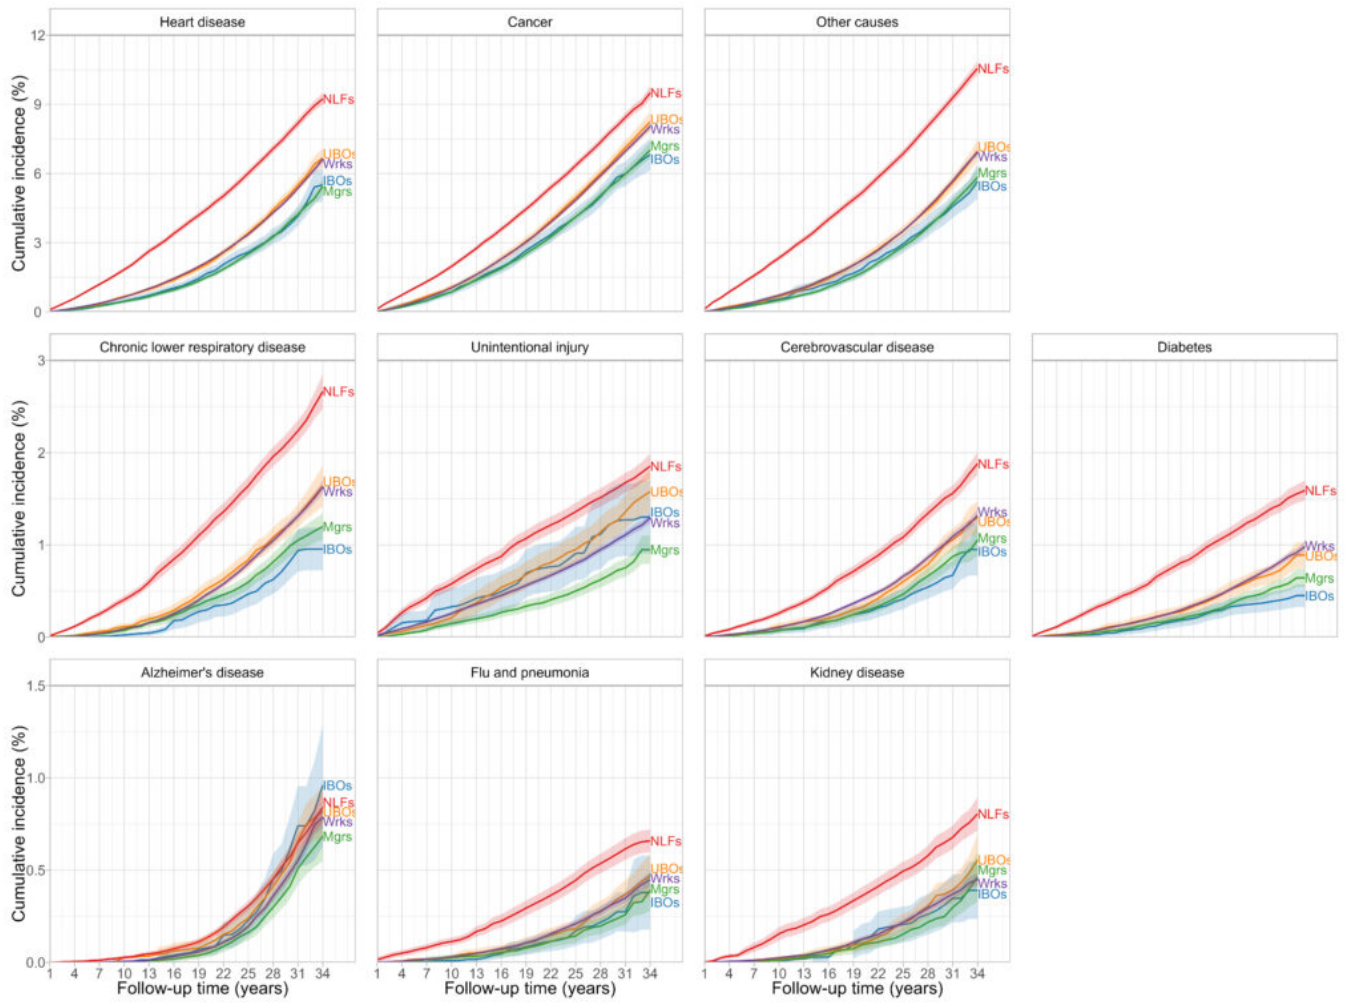 Heart disease
Cancer
Other causes
Cumulative incidence (%)
12
9
6
3
0
NLFs
UBOs
Wrks
IBOs
Mgrs
NLFs
UBOs
Wrks
Mgrs
IBOs
NLFs
UBOs
Wrks
Mgrs
IBOs
Chronic lower respiratory disease
Unintentional injury
Cerebrovascular disease
Diabetes
Cumulative incidence (%)
3
2
1
0
NLFs
UBOs
Wrks
Mgrs
IBOs
NLFs
UBOs
IBOs
Wrks
Mgrs
NLFs
Wrks
UBOs
Mgrs
IBOs
NLFs
Wrks
UBOs
Mgrs
IBOs
Alzheimer's disease
Flu and pneumonia
Kidney disease
Cumulative incidence (%)
1.5
1.0
0.5
0.0
IBOs
NLFs
UBOs
Wrks
Mgrs
NLFs
UBOs
Wrks
Mgrs
IBOs
NLFs
UBOs
Mgrs
Wrks
IBOs
1 4 7 10 13 16 19 22 25 28 31 34
1 4 7 10 13 16 19 22 25 28 31 34
1 4 7 10 13 16 19 22 25 28 31 34
Follow-up time (years)
Follow-up time (years)
Follow-up time (years)